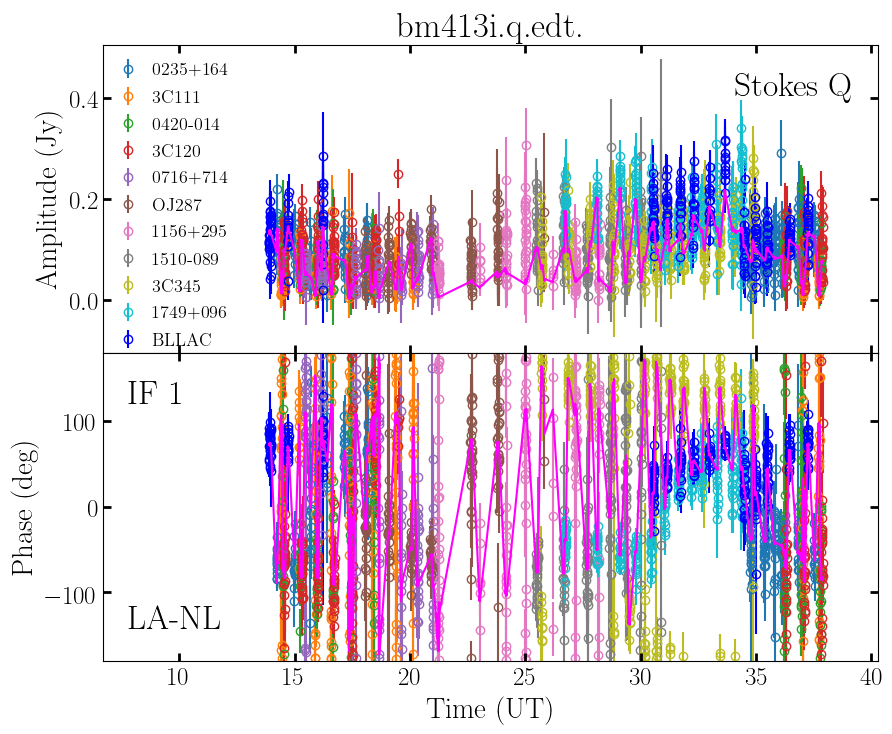 bm413i.q.edt.
Stokes Q
Amplitude (Jy)
0.4
0.2
0.0
0235+164
3C111
0420-014
3C120
0716+714
OJ287
1156+295
1510-089
3C345
1749+096
BLLAC
IF 1
Phase (deg)
100
0
−100
LA-NL
10
15
20
25
30
35
40
Time (UT)